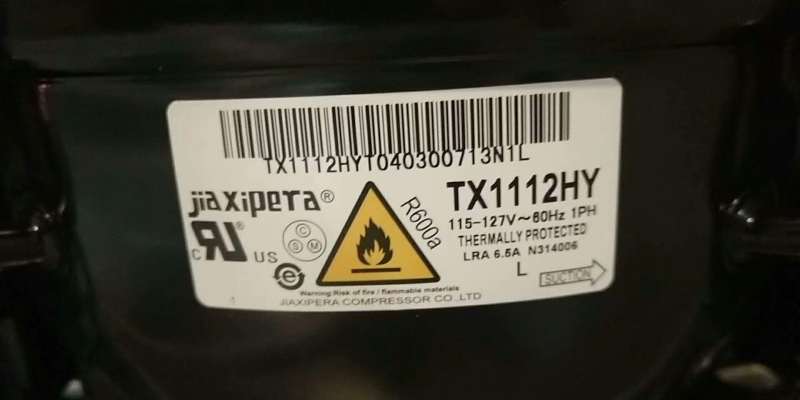 TX1112HYT040300713N1L
jiaxipera®
TX1112HY
R600a
115-127V~60Hz 1PH
THERMALLY PROTECTED
LRA 6.5A N314006
c RU US
C S M
e
L
SUCTION
Warning:Risk of fire / flammable materials
JIAXIPERA COMPRESSOR CO.,LTD